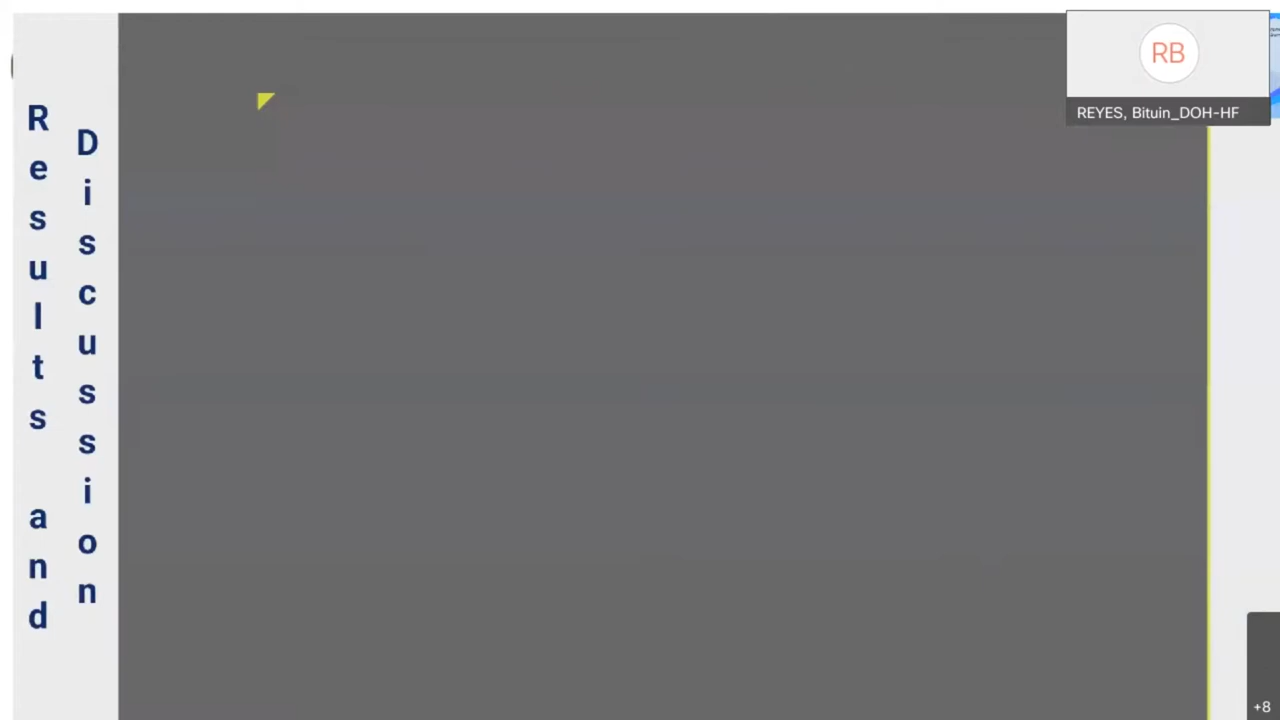 Results and
Discussion
RB
REYES, Bituin_DOH-HF
+8